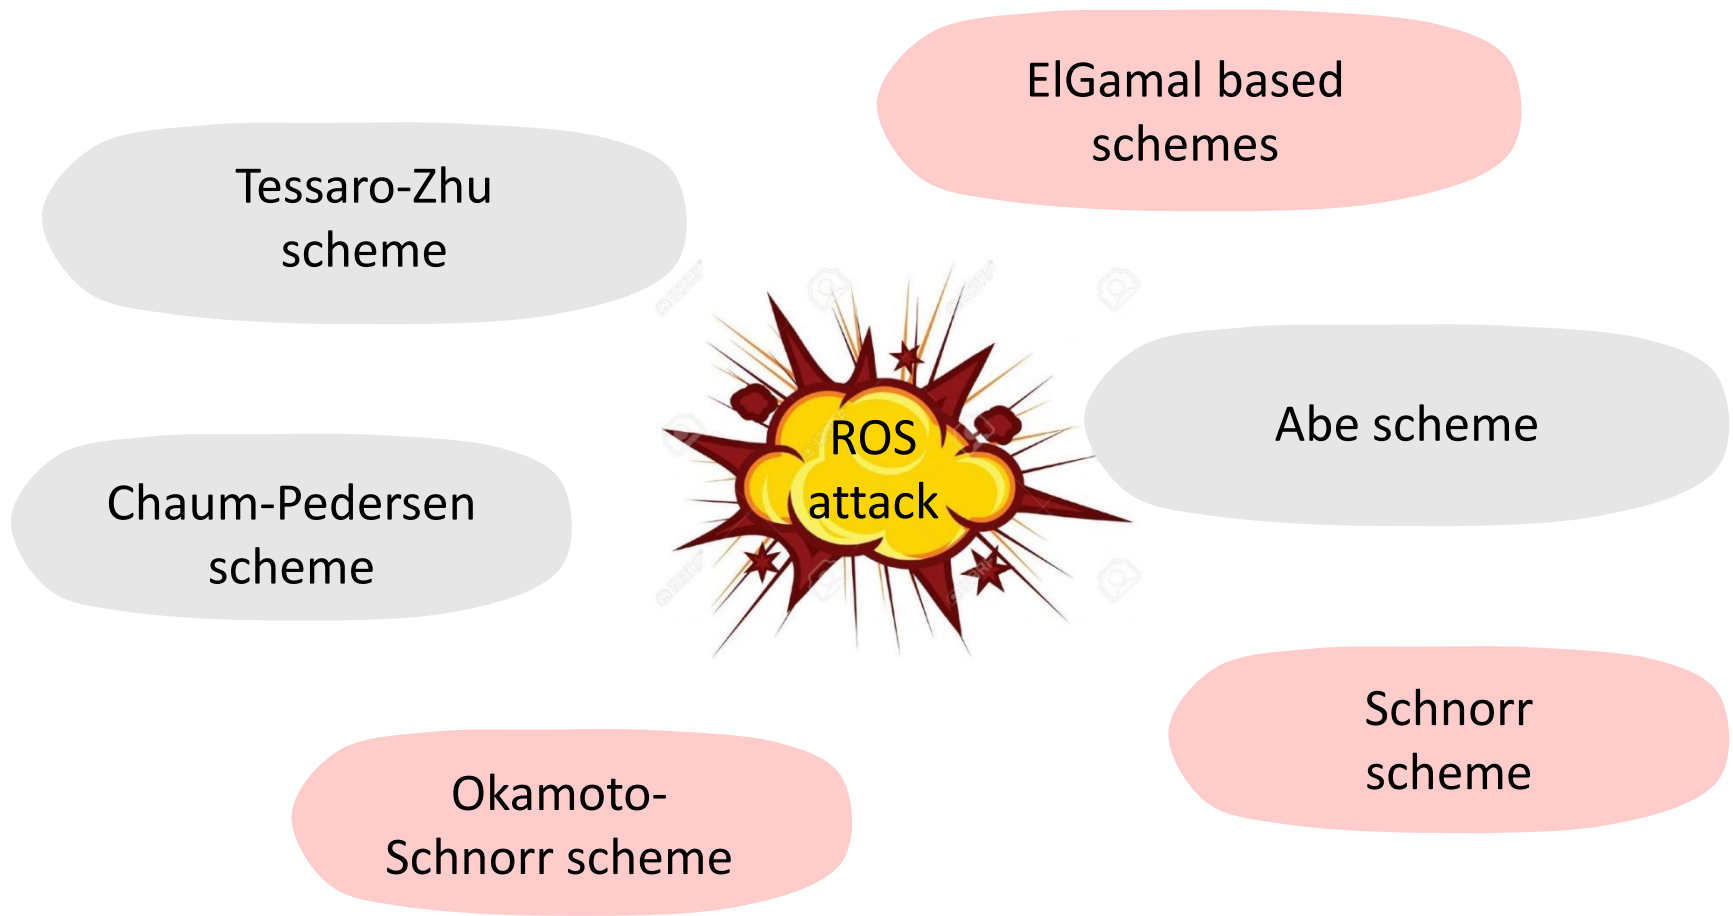 ElGamal based
schemes
Tessaro-Zhu
scheme
Abe scheme
ROS
attack
Chaum-Pedersen
scheme
Schnorr
scheme
Okamoto-
Schnorr scheme